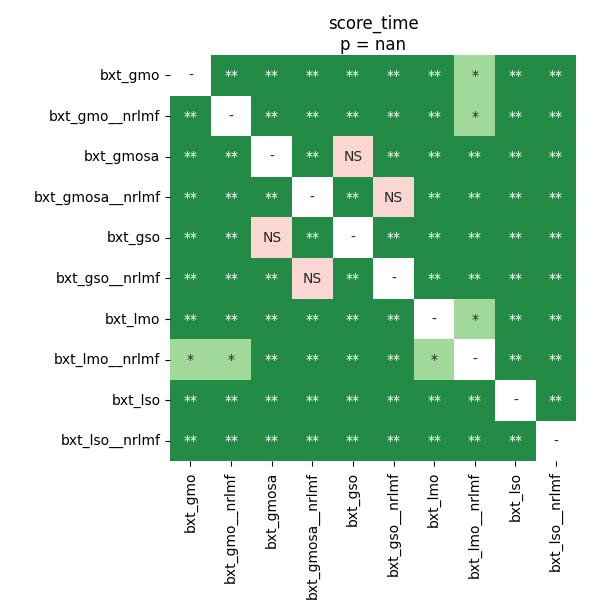 score_time
p = nan
bxt_gmo - ** ** ** ** ** ** * ** **
bxt_gmo__nrlmf ** - ** ** ** ** ** * ** **
bxt_gmosa ** ** - ** NS ** ** ** ** **
bxt_gmosa__nrlmf ** ** ** - ** NS ** ** ** **
bxt_gso ** ** NS ** - ** ** ** ** **
bxt_gso__nrlmf ** ** ** NS ** - ** ** ** **
bxt_lmo ** ** ** ** ** ** - * ** **
bxt_lmo__nrlmf * * ** ** ** ** * - ** **
bxt_lso ** ** ** ** ** ** ** ** - **
bxt_lso__nrlmf ** ** ** ** ** ** ** ** ** -
bxt_gmo
bxt_gmo__nrlmf
bxt_gmosa
bxt_gmosa__nrlmf
bxt_gso
bxt_gso__nrlmf
bxt_lmo
bxt_lmo__nrlmf
bxt_lso
bxt_lso__nrlmf